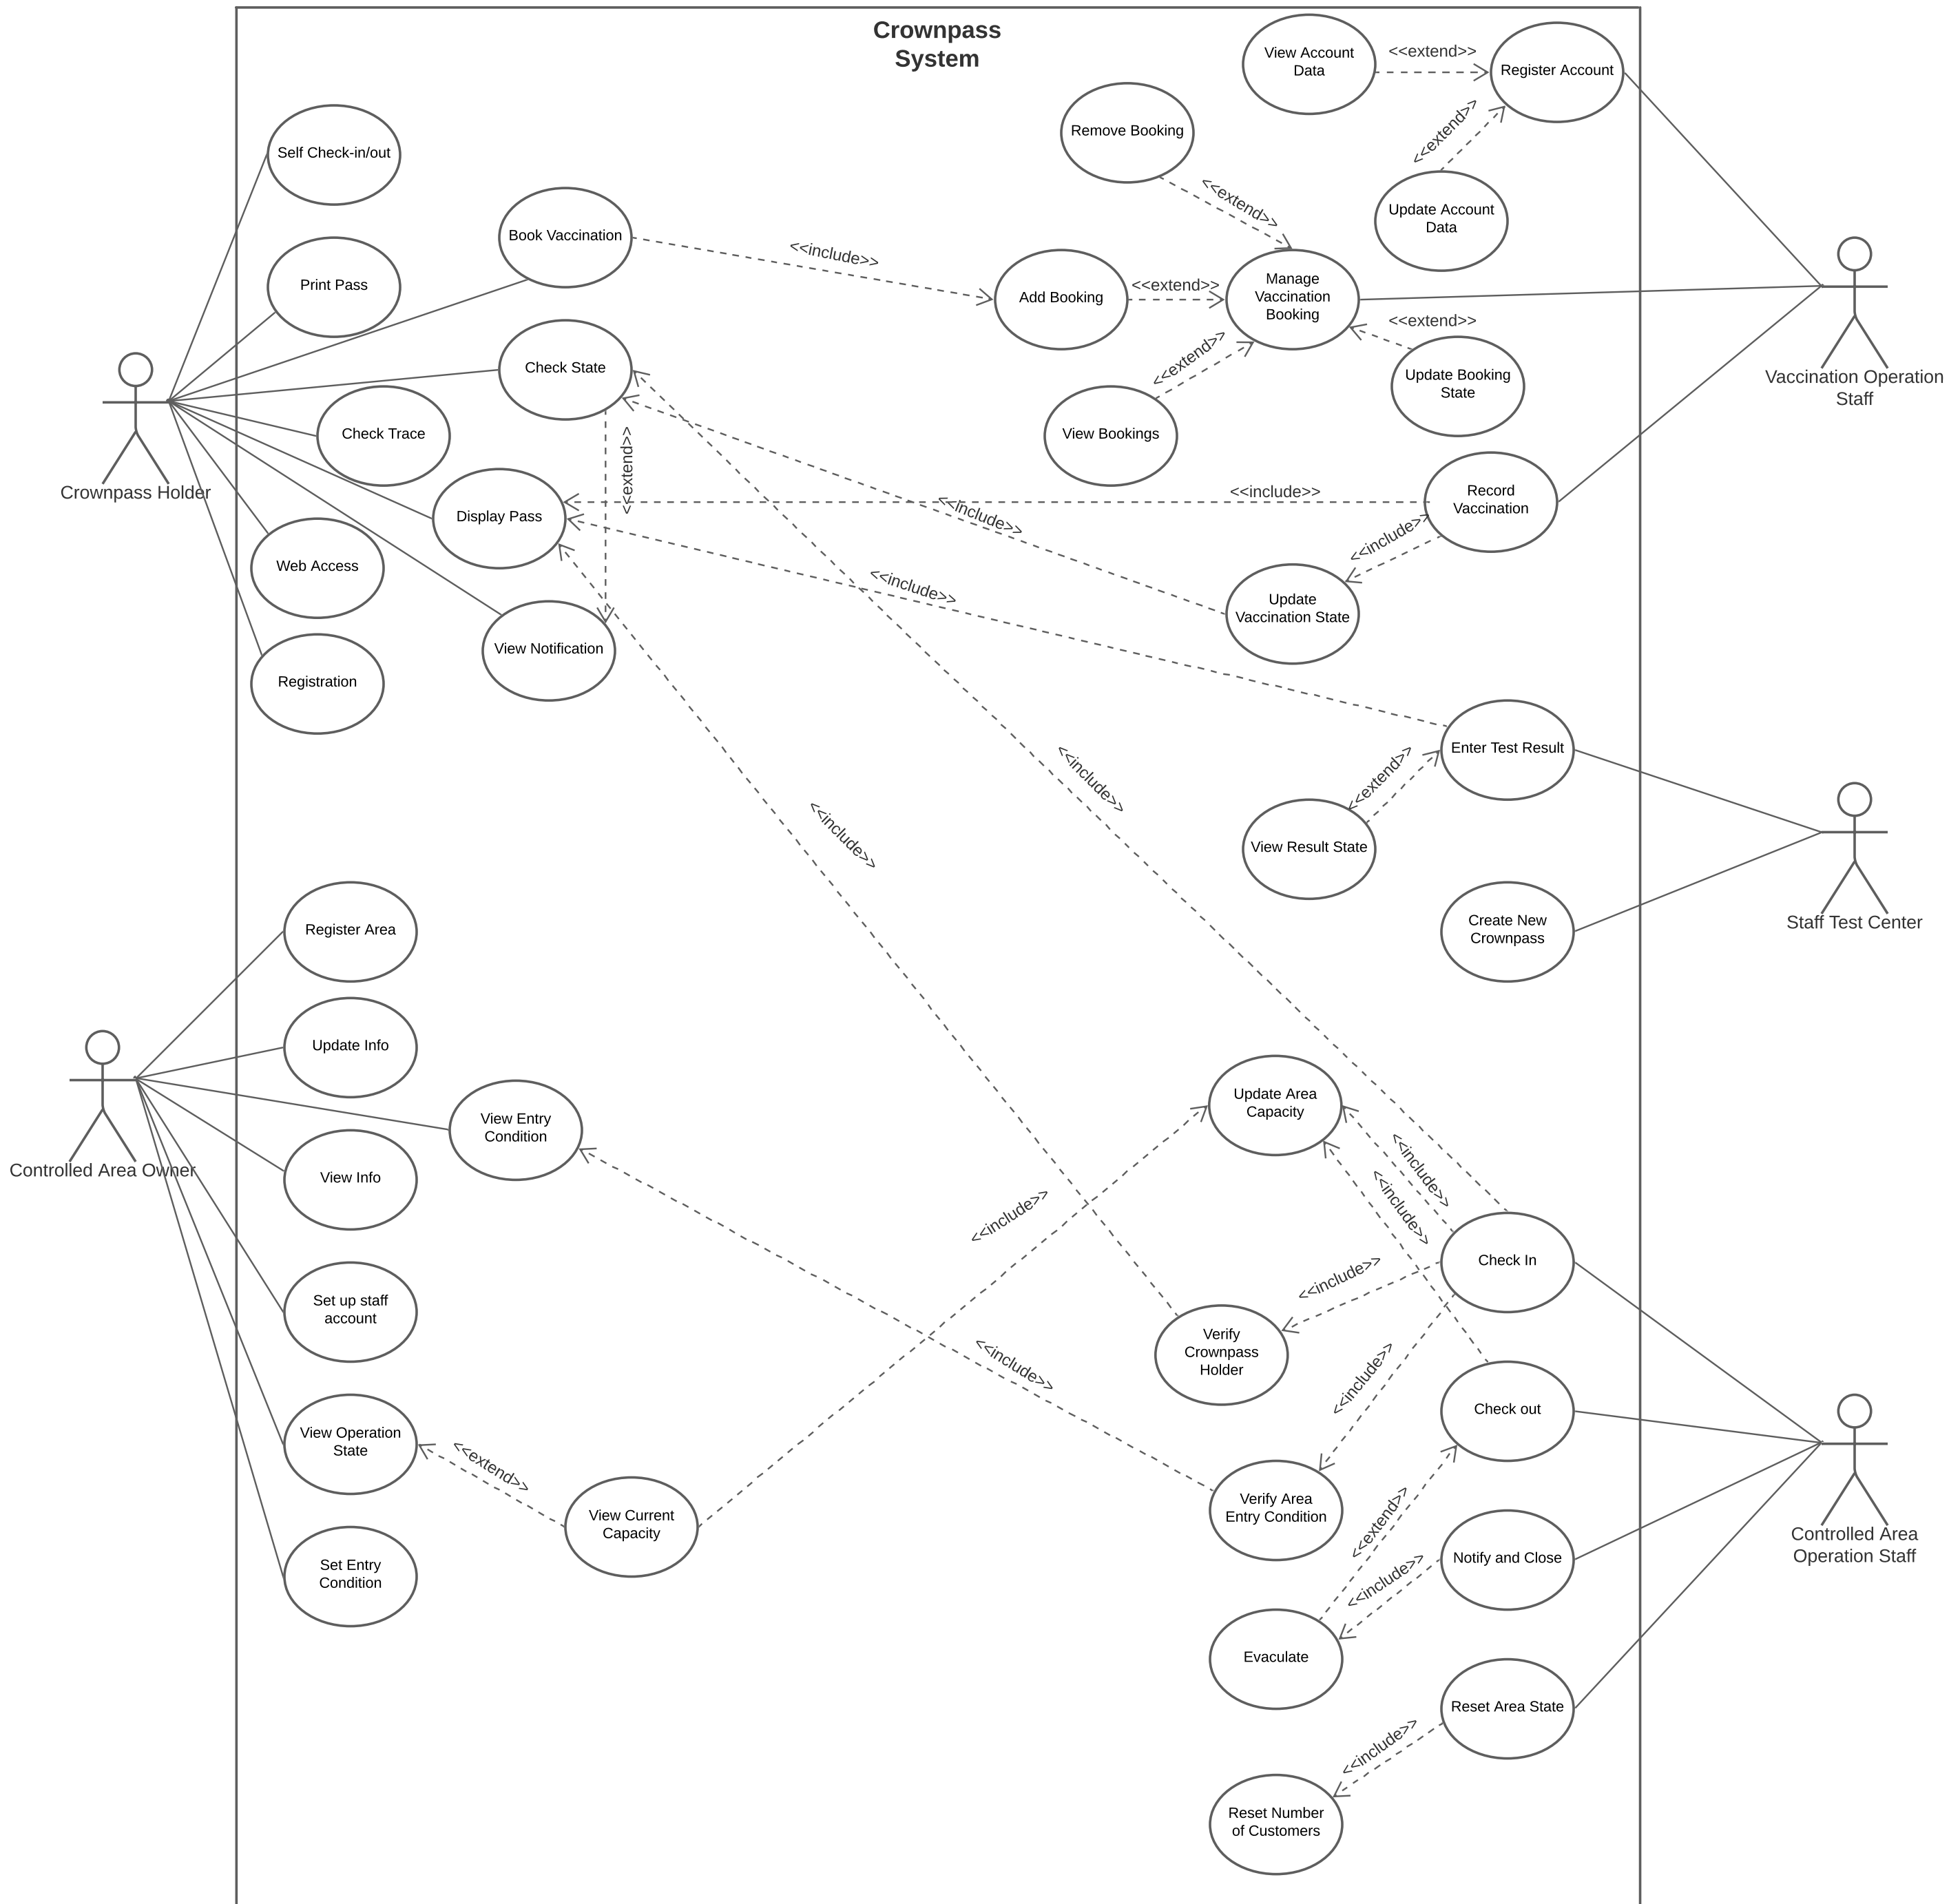 Crownpass
System
View Account
Data
<<extend>>
Register Account
Remove Booking
<<extend>>
Self Check-in/out
<<extend>>
Update Account
Data
Book Vaccination
<<include>>
Print Pass
Add Booking
<<extend>>
Manage
Vaccination
Booking
<<extend>>
Check State
<<extend>>
Update Booking
State
Vaccination Operation
Staff
Check Trace
<<extend>>
View Bookings
Crownpass Holder
Display Pass
<<include>>
<<include>>
Record
Vaccination
<<include>>
Web Access
<<include>>
Update
Vaccination State
View Notification
Registration
Enter Test Result
<<include>>
<<extend>>
<<include>>
View Result State
Register Area
Create New
Crownpass
Staff Test Center
Update Info
Update Area
Capacity
View Entry
Condition
Controlled Area Owner
View Info
<<include>>
<<include>>
<<include>>
Check In
<<include>>
Set up staff
account
Verify
Crownpass
Holder
<<include>>
<<include>>
Check out
View Operation
State
<<extend>>
View Current
Capacity
Verify Area
Entry Condition
<<extend>>
Controlled Area
Operation Staff
Set Entry
Condition
<<include>>
Notify and Close
Evaculate
Reset Area State
<<include>>
Reset Number
of Customers